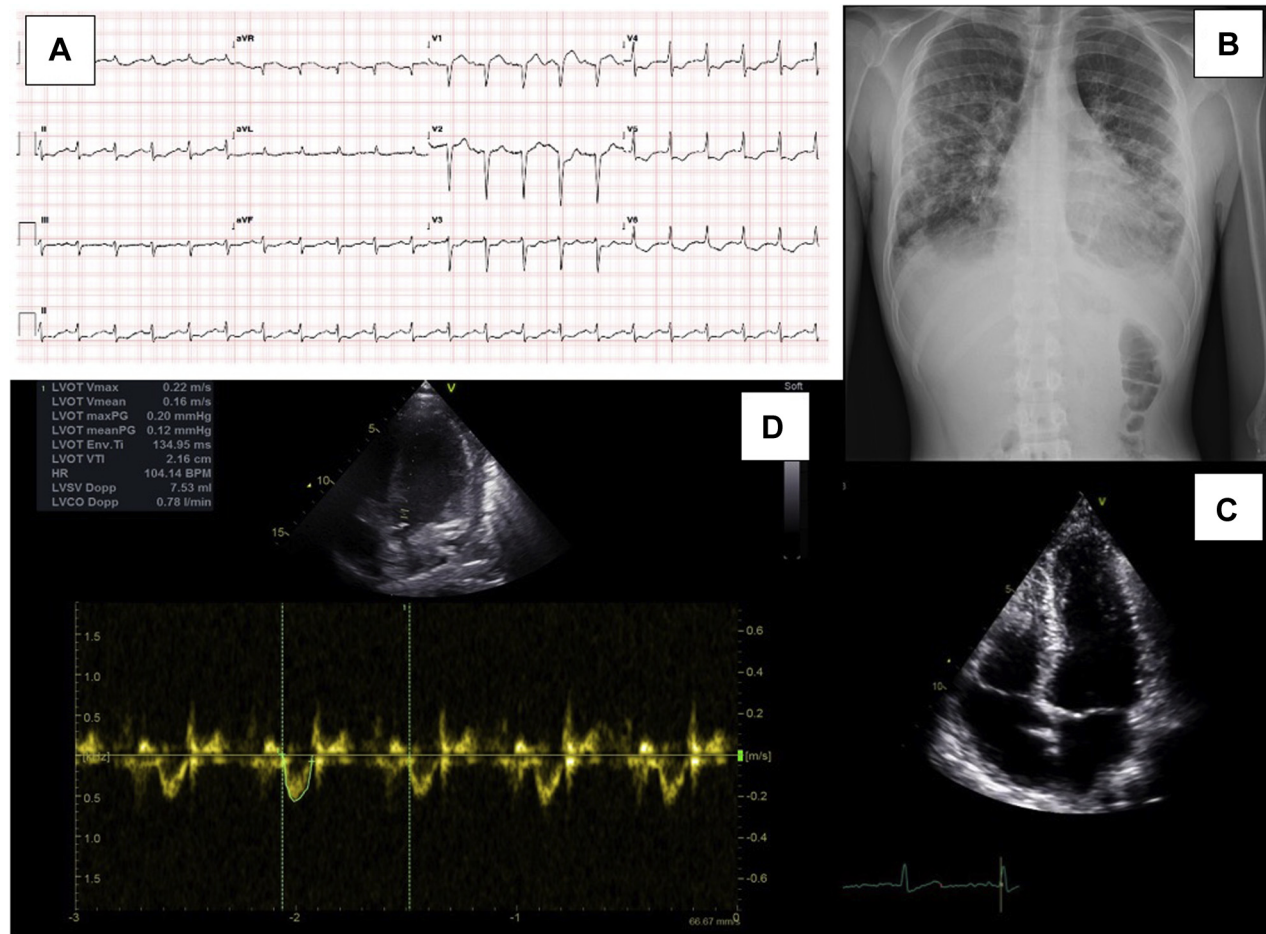 A
aVR
V1
V4
II
aVL
V2
V5
III
aVF
V3
V6
II
B
1 LVOT Vmax 0.22 m/s
LVOT Vmean 0.16 m/s
LVOT maxPG 0.20 mmHg
LVOT meanPG 0.12 mmHg
LVOT Env.Ti 134.95 ms
LVOT VTI 2.16 cm
HR 104.14 BPM
LVSV Dopp 7.53 ml
LVCO Dopp 0.78 l/min
V
5
10
15
Soft
D
1
1.5
1.0
0.5
0.5
1.0
1.5
0.6
0.4
0.2
[m/s]
-0.2
-0.4
-0.6
-3
-2
-1
0
66.67 mm/s
C
V
5
10